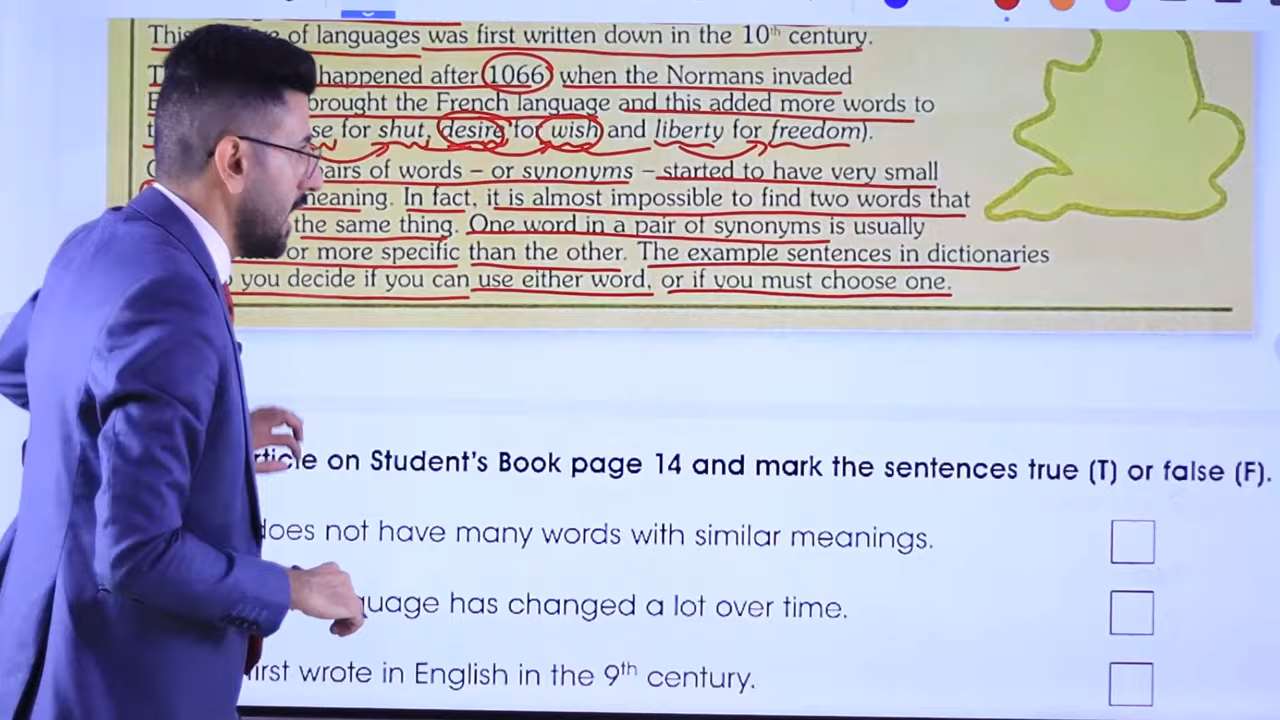 This of languages was first written down in the 10th century.
happened after 1066 when the Normans invaded
brought the French language and this added more words to
for shut, desire for wish and liberty for freedom).
of words – or synonyms – started to have very small
meaning. In fact, it is almost impossible to find two words that
the same thing. One word in a pair of synonyms is usually
or more specific than the other. The example sentences in dictionaries
you decide if you can use either word, or if you must choose one.
on Student's Book page 14 and mark the sentences true (T) or false (F).
does not have many words with similar meanings.
has changed a lot over time.
first wrote in English in the 9th century.